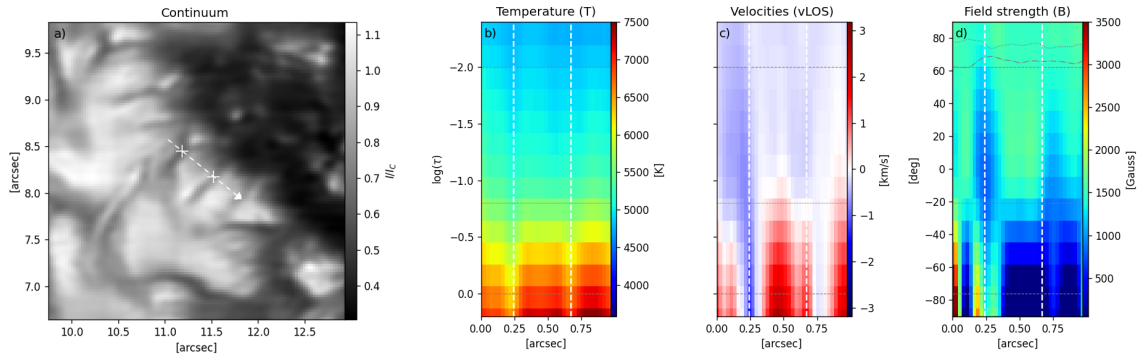 Continuum
a)
9.5
9.0
8.5
8.0
7.5
7.0
[arcsec]
10.0 10.5 11.0 11.5 12.0 12.5
[arcsec]
1.1
1.0
0.9
0.8
0.7
0.6
0.5
0.4
I/I_C
Temperature (T)
b)
−2.0
−1.5
−1.0
−0.5
0.0
log(τ)
0.00 0.25 0.50 0.75
[arcsec]
7500
7000
6500
6000
5500
5000
4500
4000
[K]
Velocities (vLOS)
c)
0.00 0.25 0.50 0.75
[arcsec]
3
2
1
0
−1
−2
−3
[km/s]
Field strength (B)
d)
80
60
40
20
0
−20
−40
−60
−80
[deg]
0.00 0.25 0.50 0.75
[arcsec]
3500
3000
2500
2000
1500
1000
500
[Gauss]